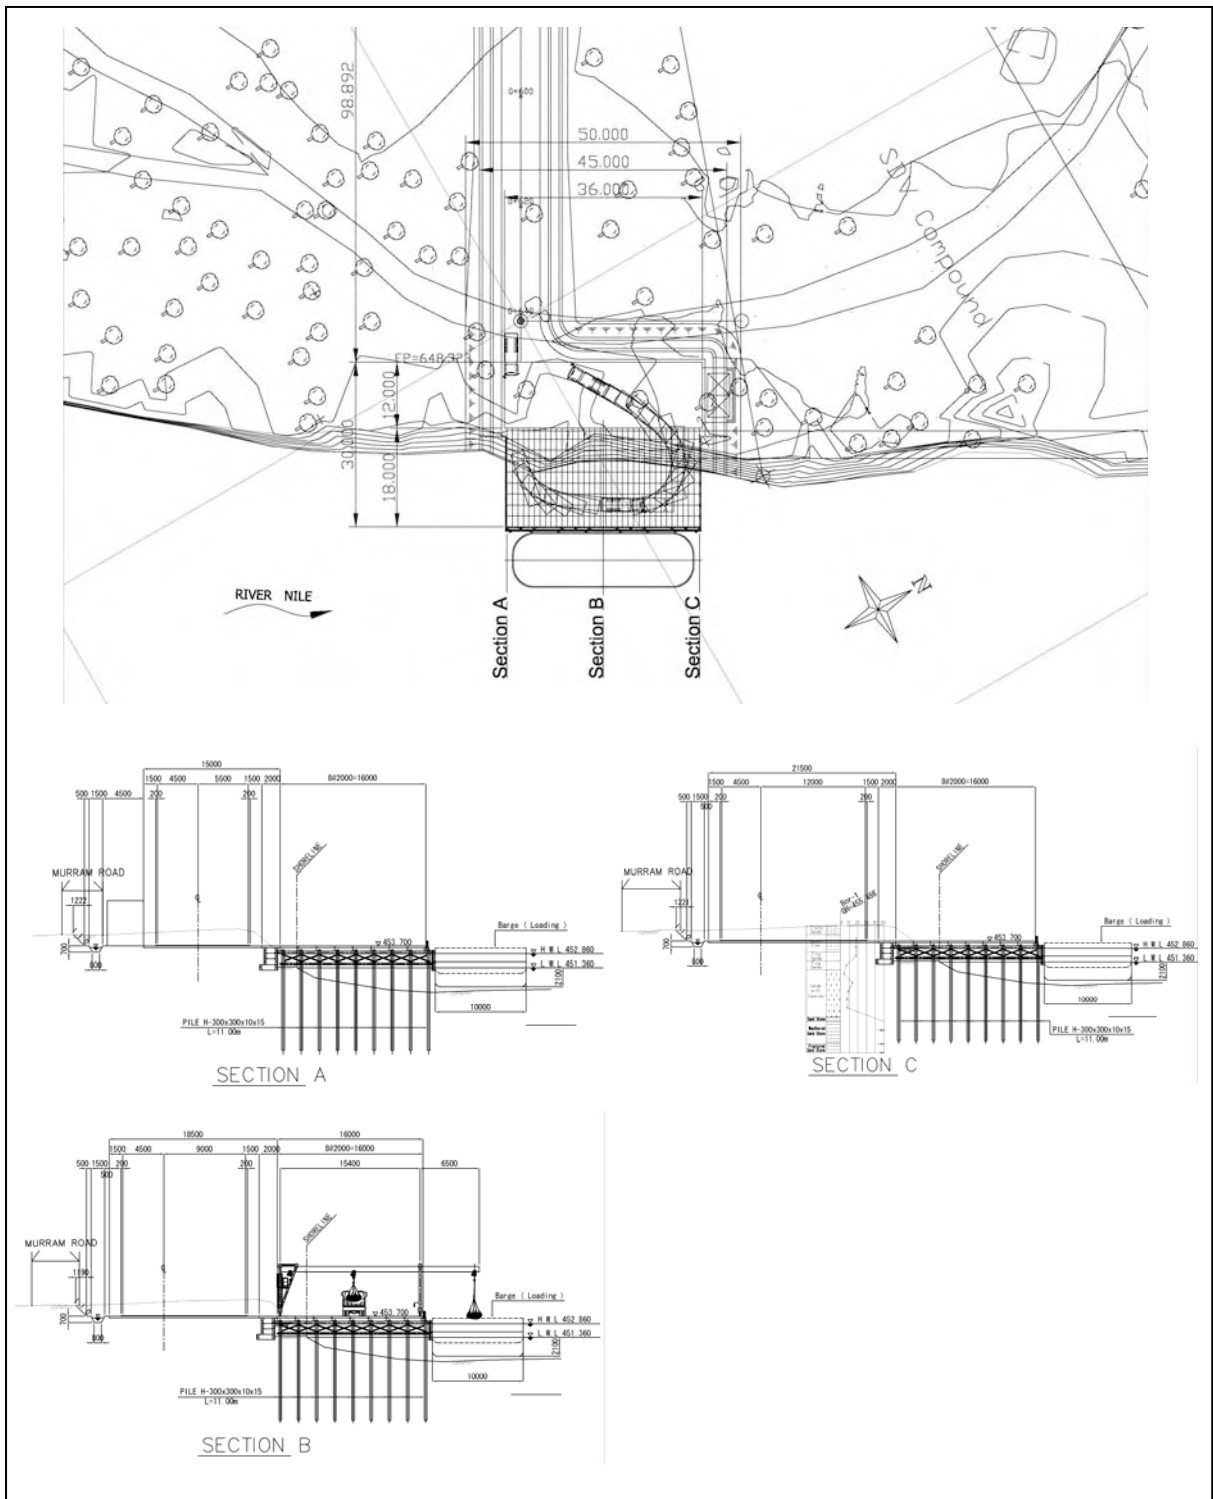 0+600
50.000
98.892
45.000
36.000
Compound
EP=648.323
12.000
30.000
18.000
RIVER NILE
N
Section A
Section B
Section C
15000
1500 4500 5500 1500 2000 8@2000=16000
500 1500 4500 200 200
SHORELINE
MURRAM ROAD
1222
Barge ( Loading )
453.700
H.W.L 452.860
L.W.L 451.360
700
800
2100
10000
PILE H-300x300x10x15
L=11.00m
SECTION A
21500
1500 4500 12000 1500 2000 8@2000=16000
500 1500 200 200
500
SHORELINE
MURRAM ROAD
1221
Bor-1
Barge ( Loading )
453.700
H.W.L 452.860
L.W.L 451.360
700
800
2100
10000
PILE H-300x300x10x15
L=11.00m
SECTION C
18500 16000
1500 4500 9000 1500 2000 8@2000=16000
500 1500 200 200 15400 6500
500
SHORELINE
MURRAM ROAD
1190
Barge ( Loading )
453.700
H.W.L 452.860
L.W.L 451.360
700
800
2100
10000
PILE H-300x300x10x15
L=11.00m
SECTION B